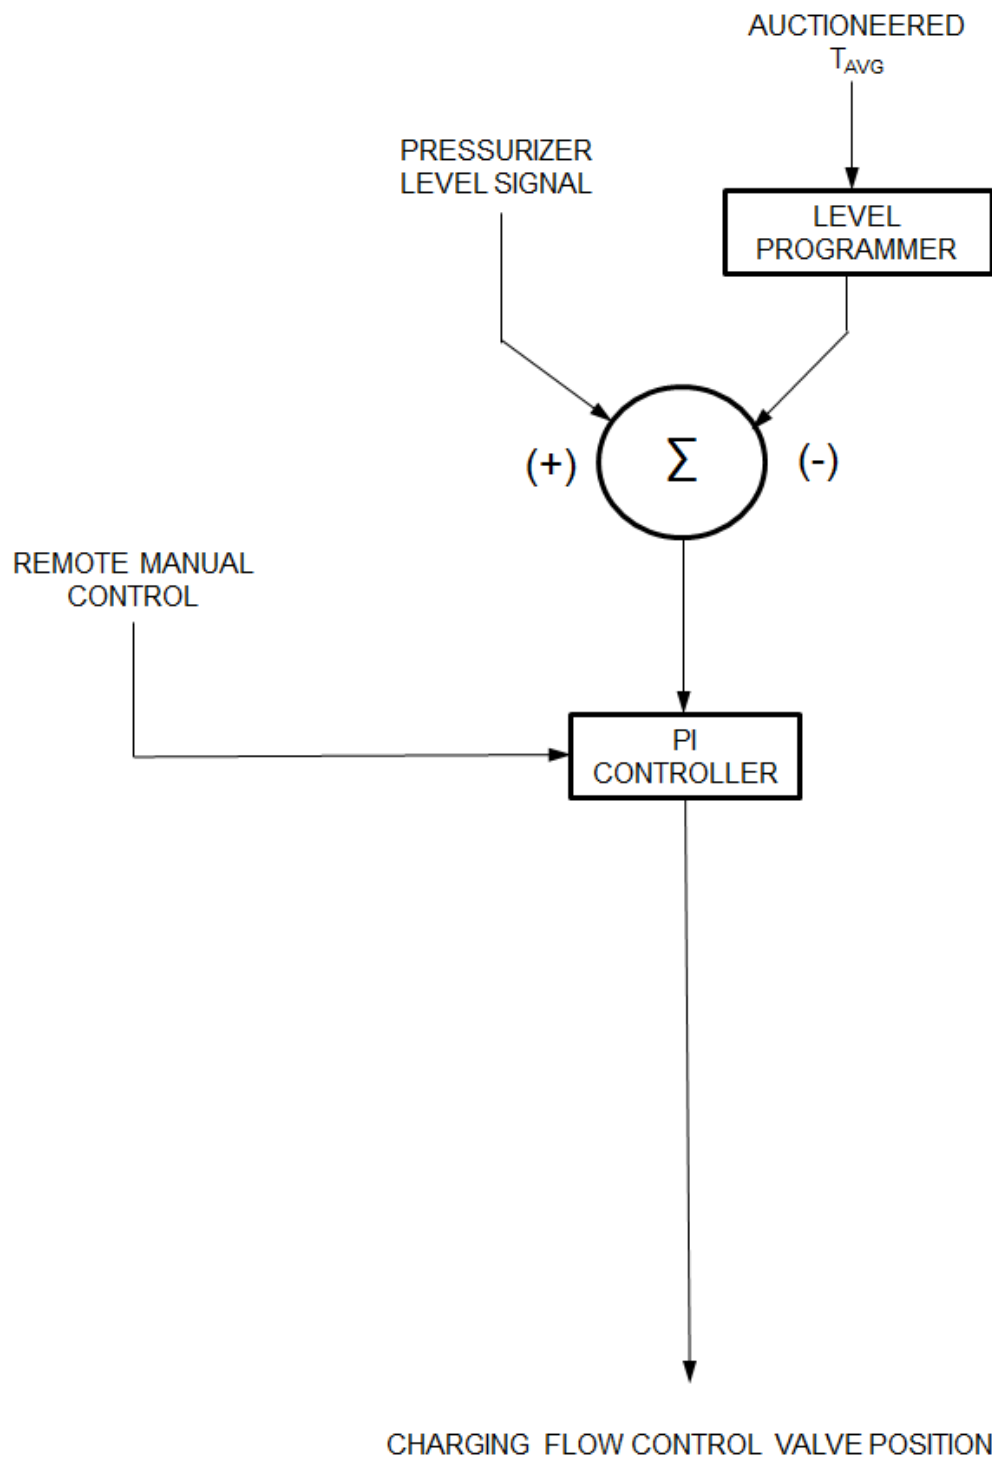 AUCTIONEERED
TAVG
PRESSURIZER
LEVEL SIGNAL
LEVEL
PROGRAMMER
(+)
Σ
(-)
REMOTE MANUAL
CONTROL
PI
CONTROLLER
CHARGING FLOW CONTROL VALVE POSITION